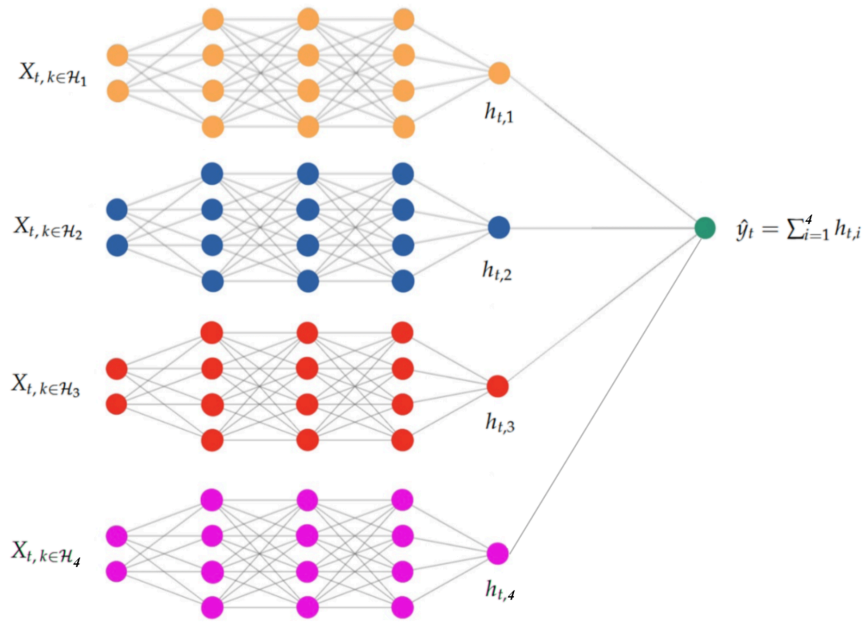 X_{t, k∈ℋ_1}
h_{t,1}
X_{t, k∈ℋ_2}
h_{t,2}
ŷ_t = ∑_{i=1}^{4} h_{t,i}
X_{t, k∈ℋ_3}
h_{t,3}
X_{t, k∈ℋ_4}
h_{t,4}